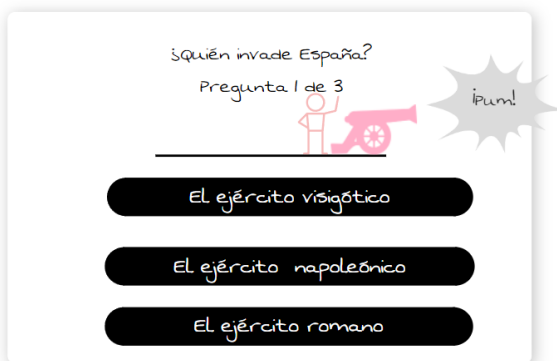 ¿Quién invade España?
Pregunta 1 de 3
¡Pum!
El ejército visigótico
El ejército napoleónico
El ejército romano